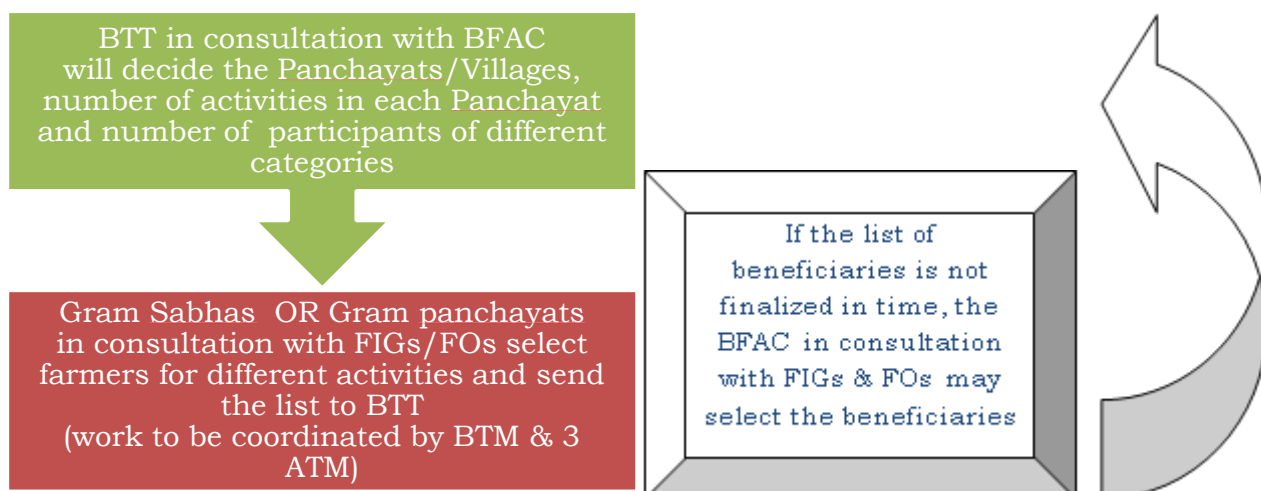 BTT in consultation with BFAC
will decide the Panchayats/Villages,
number of activities in each Panchayat
and number of participants of different
categories
Gram Sabhas OR Gram panchayats
in consultation with FIGs/FOs select
farmers for different activities and send
the list to BTT
(work to be coordinated by BTM & 3
ATM)
If the list of
beneficiaries is not
finalized in time, the
BFAC in consultation
with FIGs & FOs may
select the beneficiaries